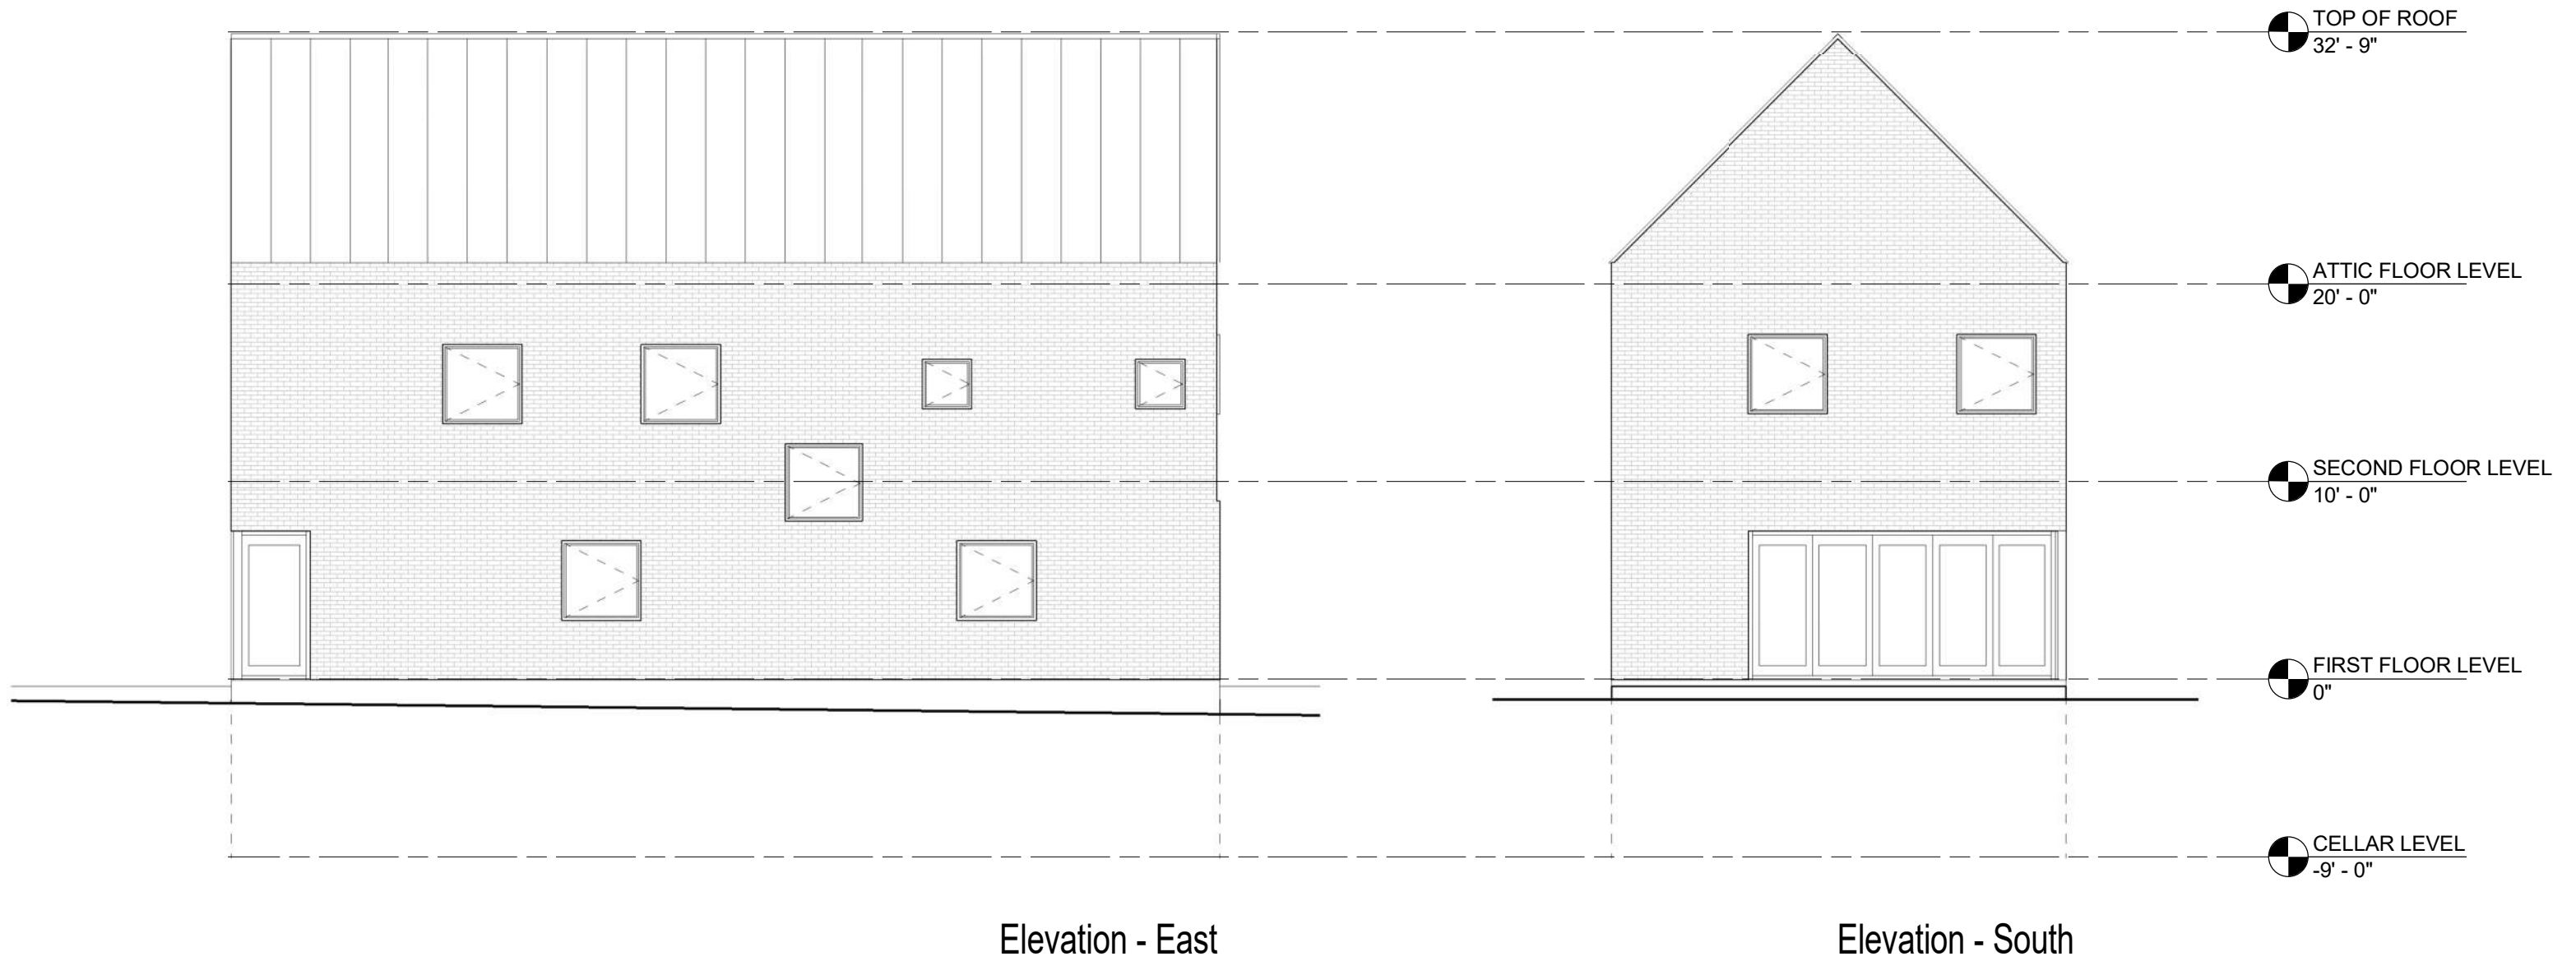 TOP OF ROOF
32' - 9"
ATTIC FLOOR LEVEL
20' - 0"
SECOND FLOOR LEVEL
10' - 0"
FIRST FLOOR LEVEL
0"
CELLAR LEVEL
-9' - 0"
Elevation - East
Elevation - South